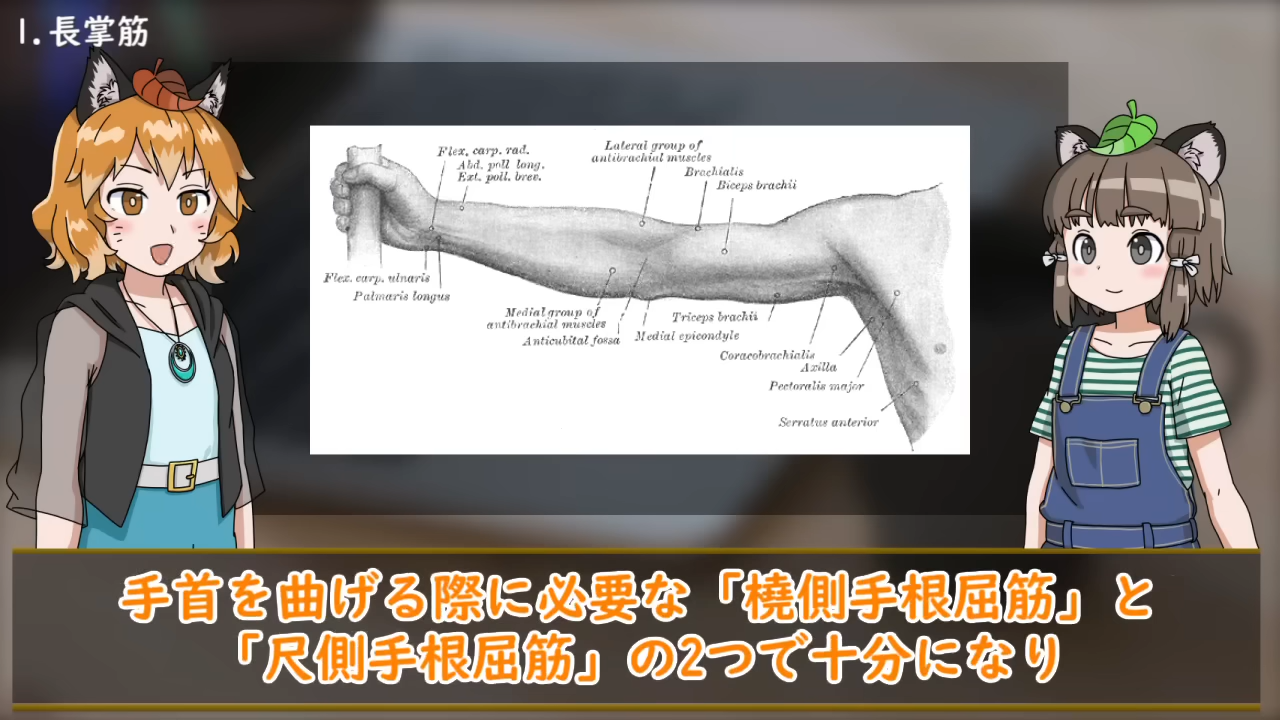 1.長掌筋
Flex. carp. rad.
Abd. poll long.
Ext. poll. brev.
Lateral group of
antibrachial muscles
Brachialis
Biceps brachii
Flex. carp. ulnaris
Palmaris longus
Medial group of
antibrachial muscles
Anticubital fossa
Medial epicondyle
Triceps brachii
Coracobrachialis
Axilla
Pectoralis major
Serratus anterior
手首を曲げる際に必要な「橈側手根屈筋」と
「尺側手根屈筋」の2つで十分になり